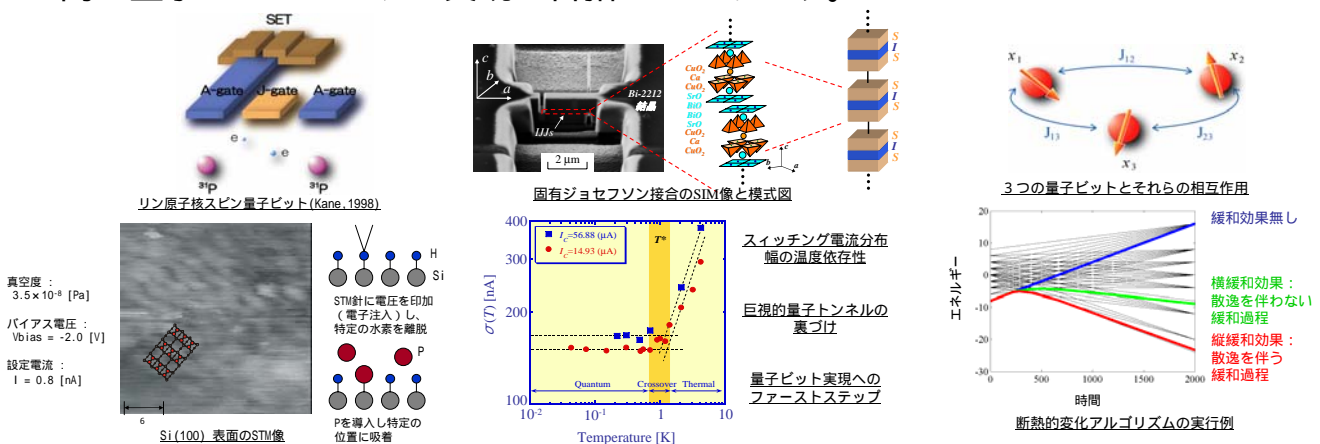 SET
A-gate
J-gate
A-gate
e
e
³¹P
³¹P
リン原子核スピン量子ビット(Kane,1998)
真空度：
3.5×10⁻⁸ [Pa]
バイアス電圧：
Vbias = -2.0 [V]
設定電流：
I = 0.8 [nA]
6
Si(100) 表面のSTM像
H
Si
STM針に電圧を印加
（電子注入）し、
特定の水素を離脱
P
Pを導入し特定の
位置に吸着
c
b
a
Bi-2212
結晶
IJJs
2 μm
CuO₂
Ca
CuO₂
SrO
BiO
BiO
SrO
CuO₂
Ca
CuO₂
c
b
a
S
I
S
S
I
S
S
I
S
固有ジョセフソン接合のSIM像と模式図
400
300
200
100
σ(T) [nA]
I_C=56.88 (μA)
I_C=14.93 (μA)
T*
Quantum
Crossover
Thermal
10⁻²
10⁻¹
1
10
Temperature [K]
スィッチング電流分布
幅の温度依存性
巨視的量子トンネルの
裏づけ
量子ビット実現への
ファーストステップ
x₁
J₁₂
x₂
J₁₃
J₂₃
x₃
３つの量子ビットとそれらの相互作用
20
10
0
-10
-20
-30
エネルギー
0
500
1000
1500
2000
時間
緩和効果無し
横緩和効果：
散逸を伴わない
緩和過程
縦緩和効果：
散逸を伴う
緩和過程
断熱的変化アルゴリズムの実行例